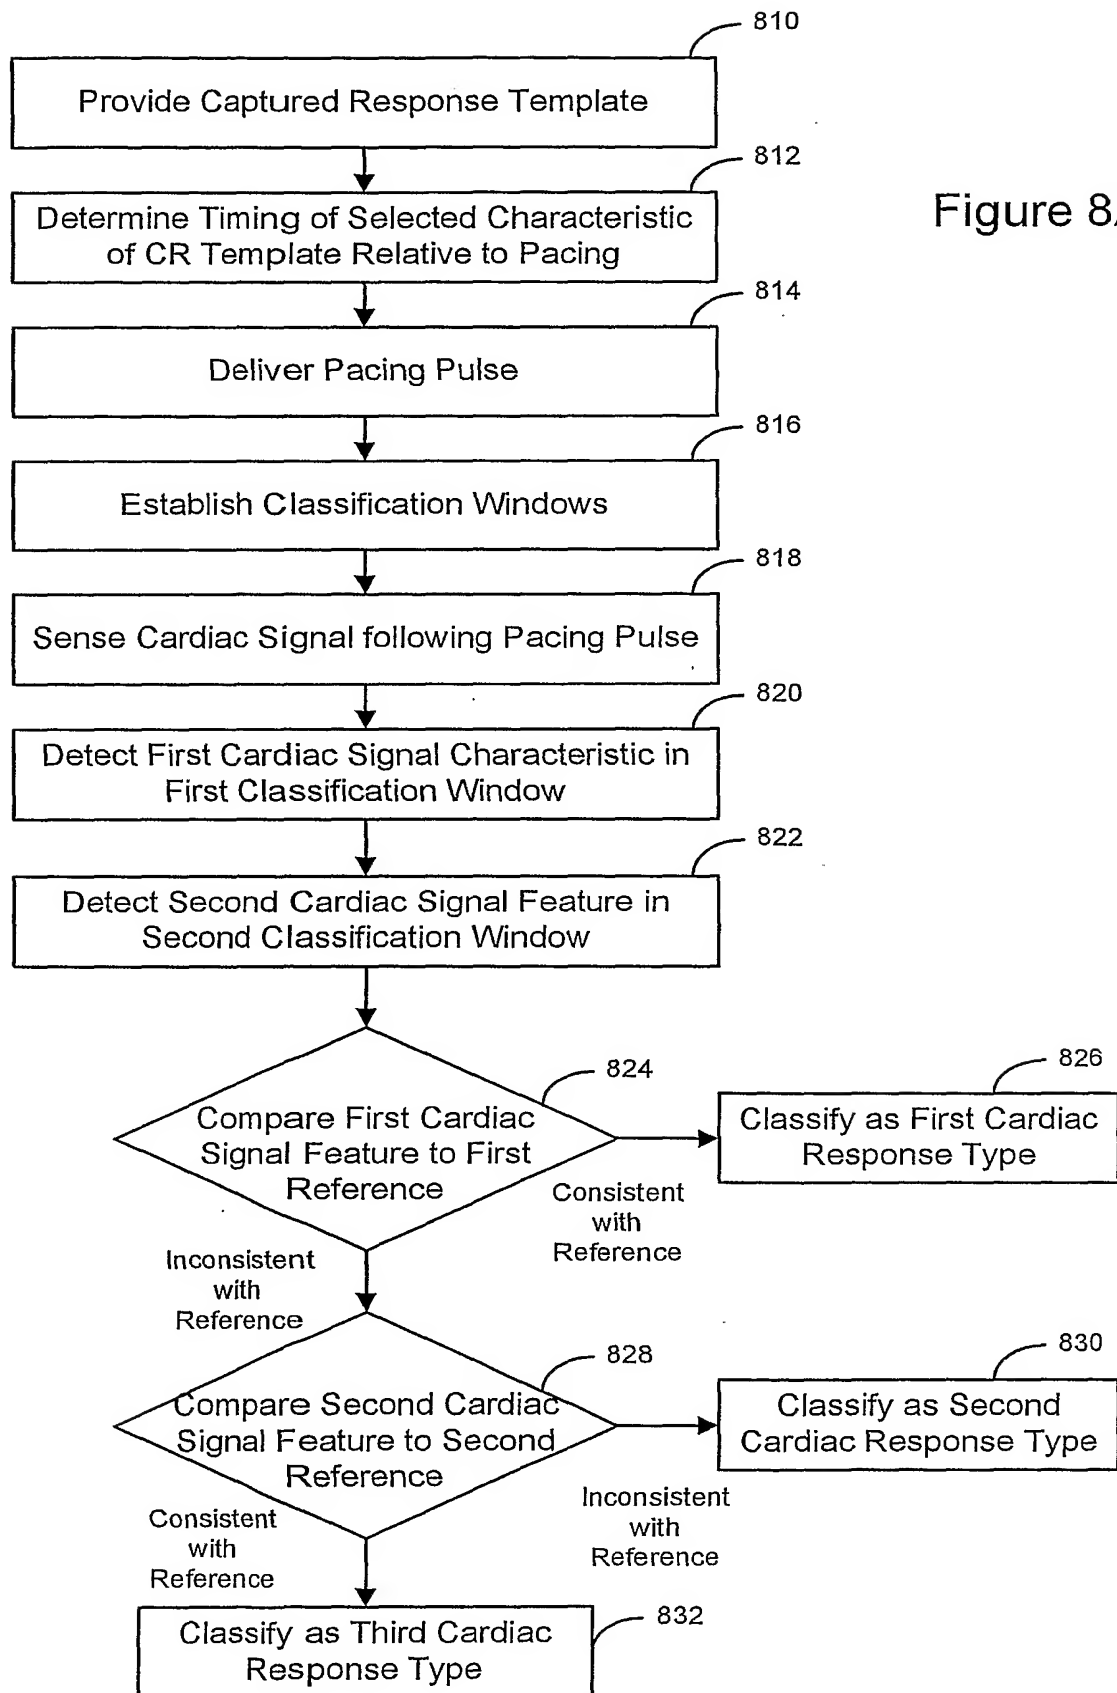 810
Provide Captured Response Template
812
Determine Timing of Selected Characteristic
of CR Template Relative to Pacing
Figure 8
814
Deliver Pacing Pulse
816
Establish Classification Windows
818
Sense Cardiac Signal following Pacing Pulse
820
Detect First Cardiac Signal Characteristic in
First Classification Window
822
Detect Second Cardiac Signal Feature in
Second Classification Window
824
Compare First Cardiac
Signal Feature to First
Reference
826
Classify as First Cardiac
Response Type
Consistent
with
Reference
Inconsistent
with
Reference
828
Compare Second Cardiac
Signal Feature to Second
Reference
830
Classify as Second
Cardiac Response Type
Inconsistent
with
Reference
Consistent
with
Reference
832
Classify as Third Cardiac
Response Type